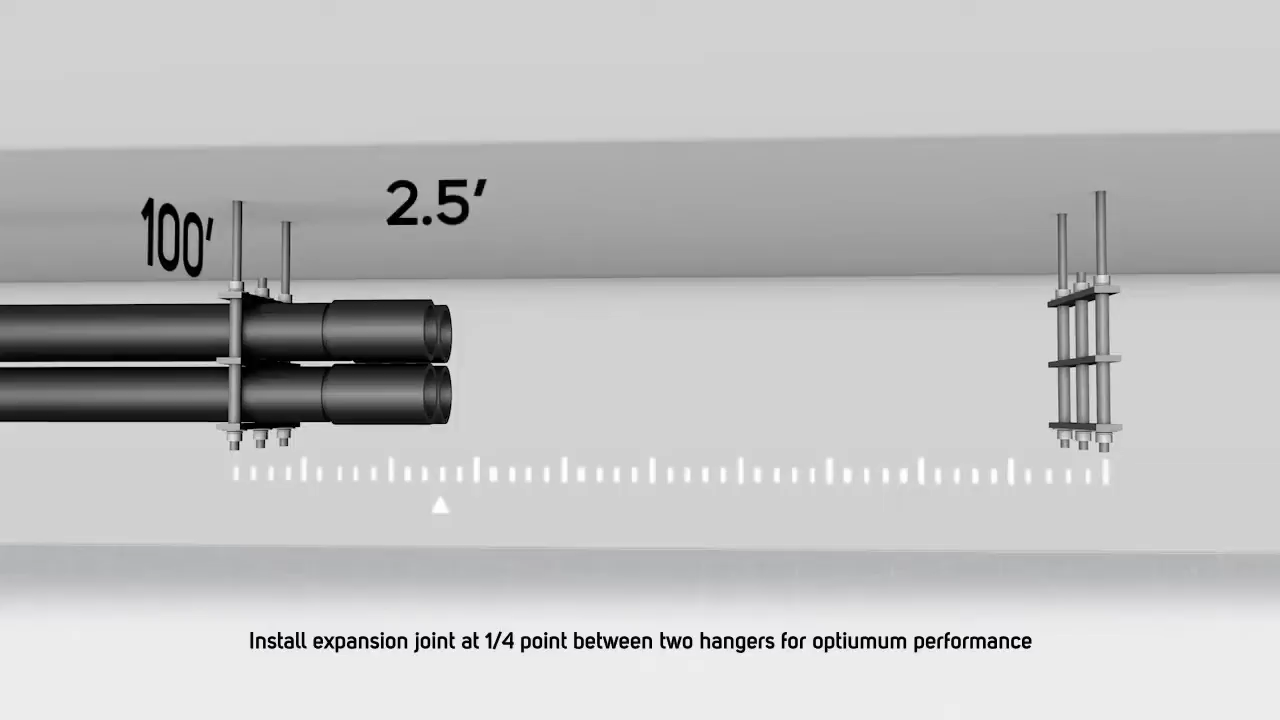 100′
2.5′
Install expansion joint at 1/4 point between two hangers for optiumum performance